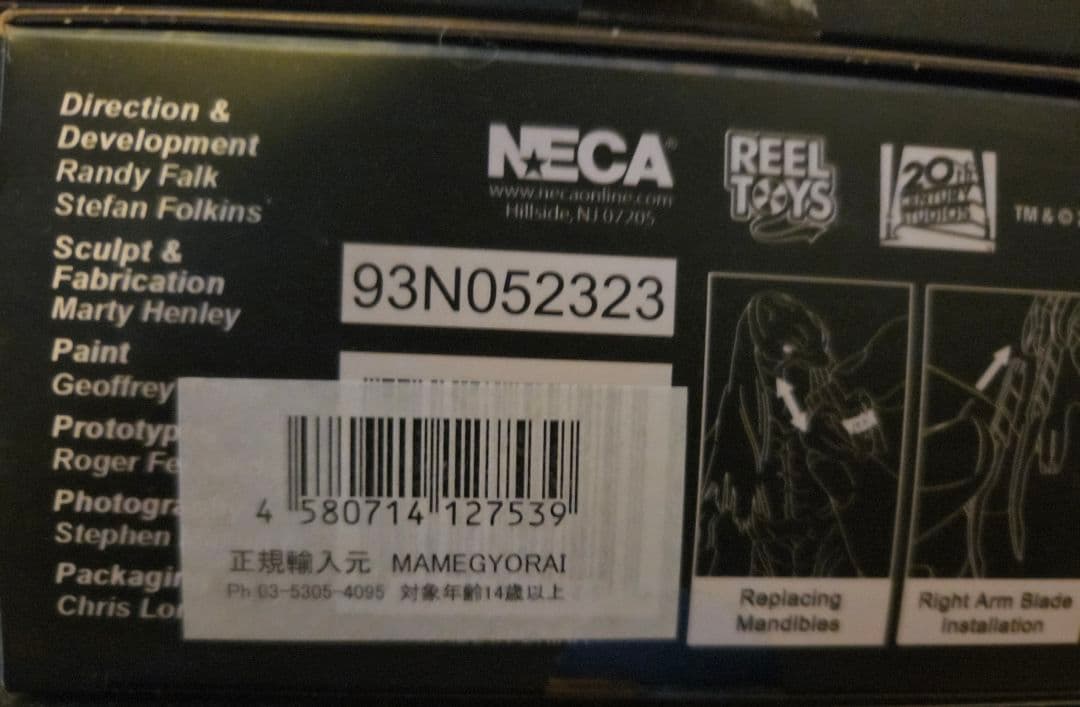 Direction &
Development
Randy Falk
Stefan Folkins
Sculpt &
Fabrication
Marty Henley
Paint
Geoffrey
Prototyp
Roger Fe
Photogra
Stephen
Packagin
Chris Lo
NECA
www.necaonline.com
Hillside, NJ 07205
REEL
TOYS
20th
CENTURY
STUDIOS
TM & ©
93N052323
4 580714 127539
正規輸入元 MAMEGYORAI
Ph 03-5305-4095 対象年齢14歳以上
Replacing
Mandibles
Right Arm Blade
Installation